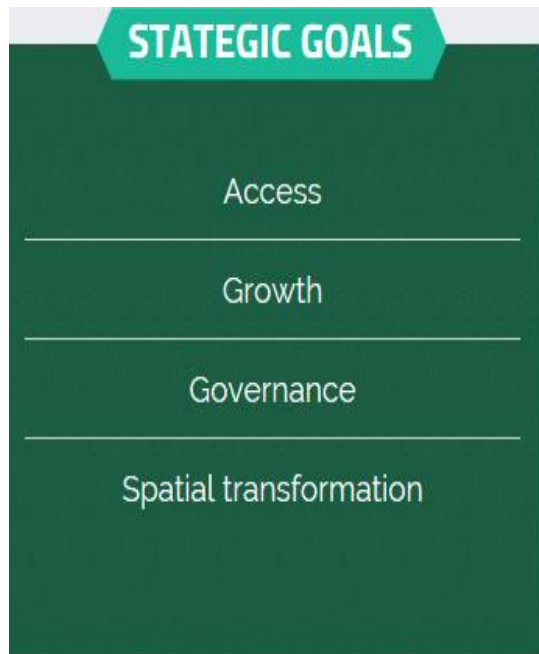 STATEGIC GOALS
Access
Growth
Governance
Spatial transformation